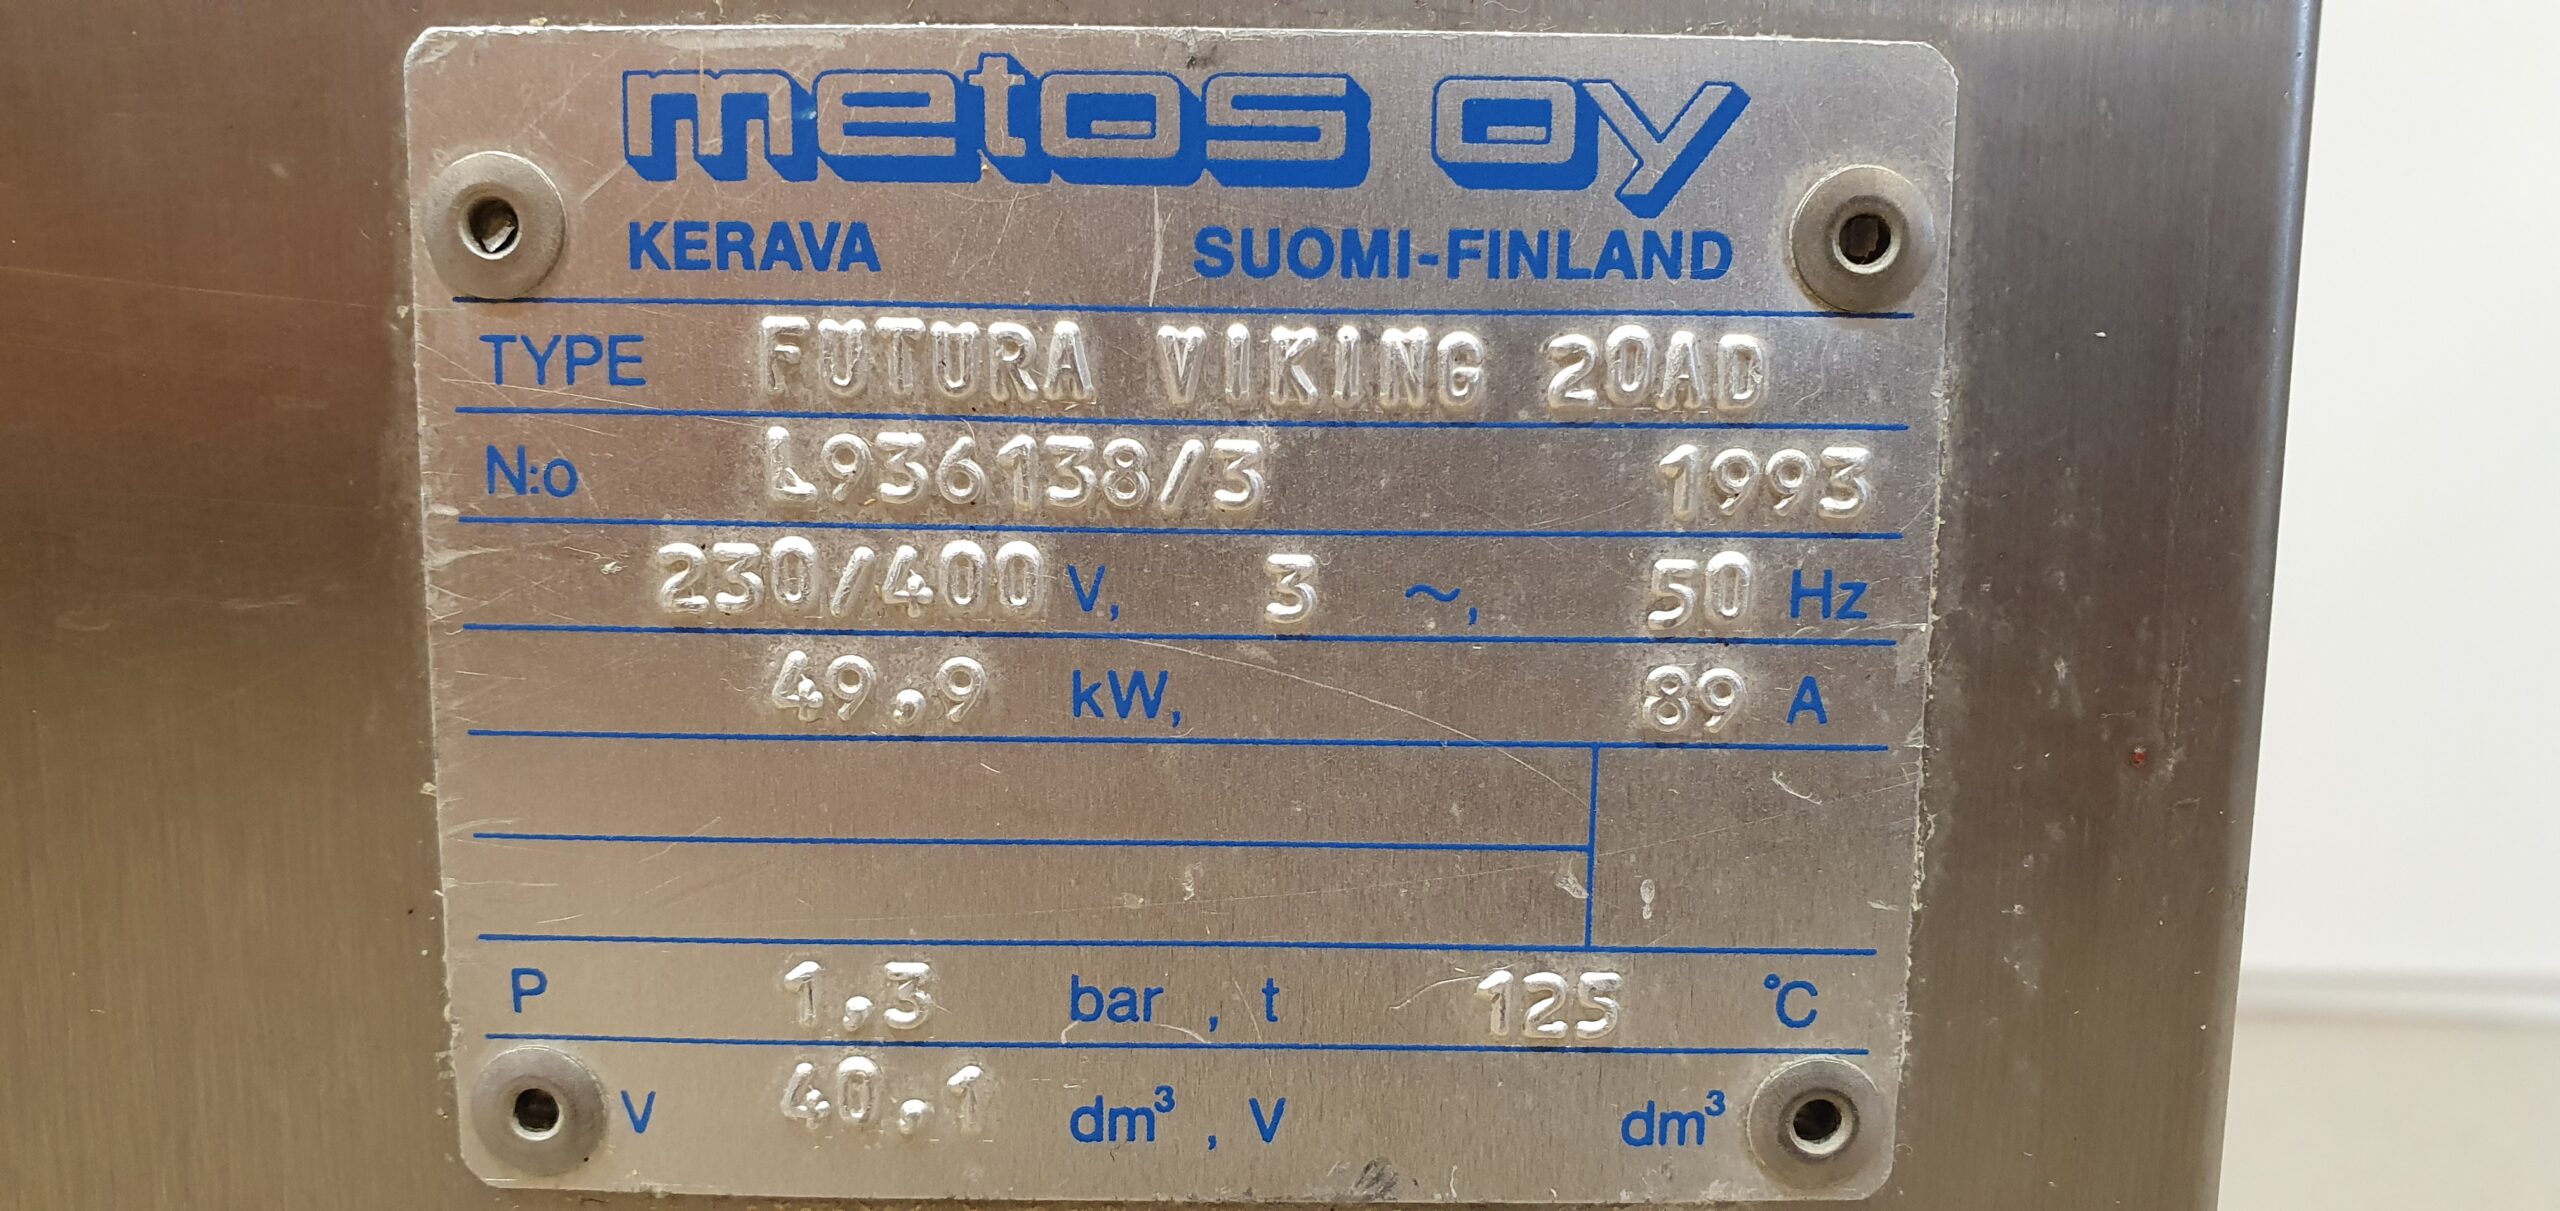 metos oy
KERAVA SUOMI-FINLAND
TYPE FUTURA VIKING 20AD
N:o L936138/3 1993
230/400 V, 3 ~, 50 Hz
49,9 kW, 89 A
P 1,3 bar , t 125 °C
V 40,1 dm³ , V dm³